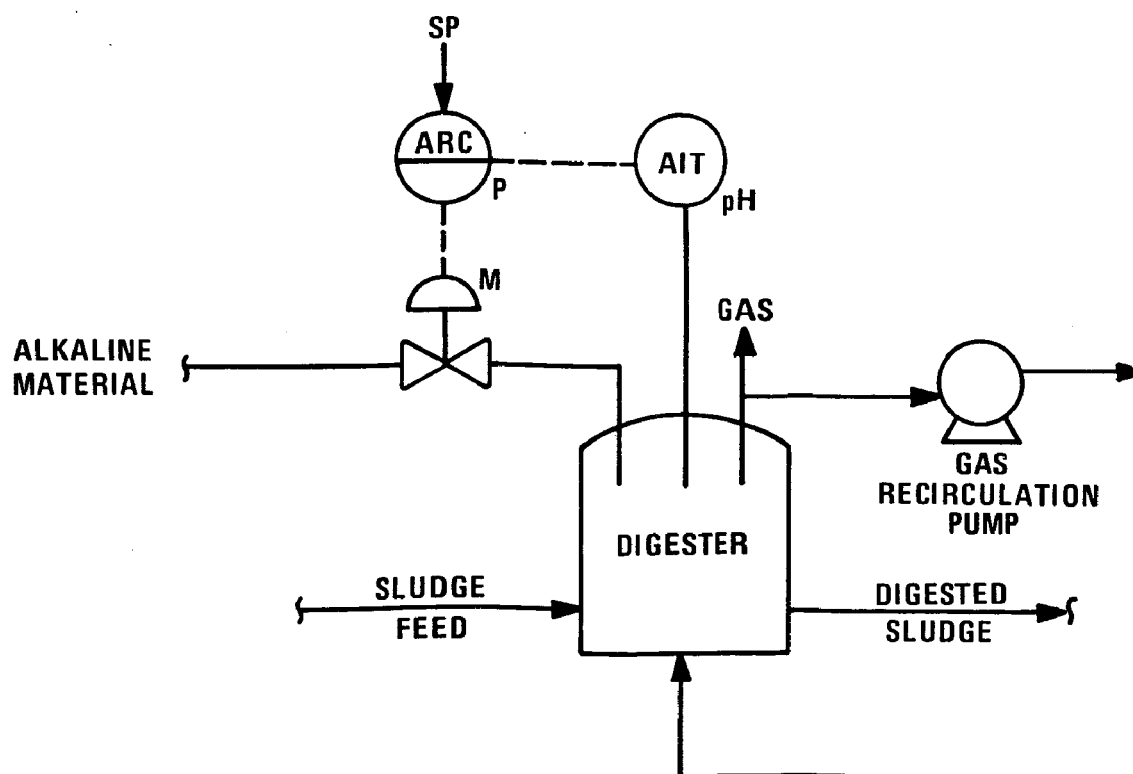 SP
ARC
P
AIT
pH
M
GAS
ALKALINE
MATERIAL
GAS
RECIRCULATION
PUMP
DIGESTER
SLUDGE
FEED
DIGESTED
SLUDGE